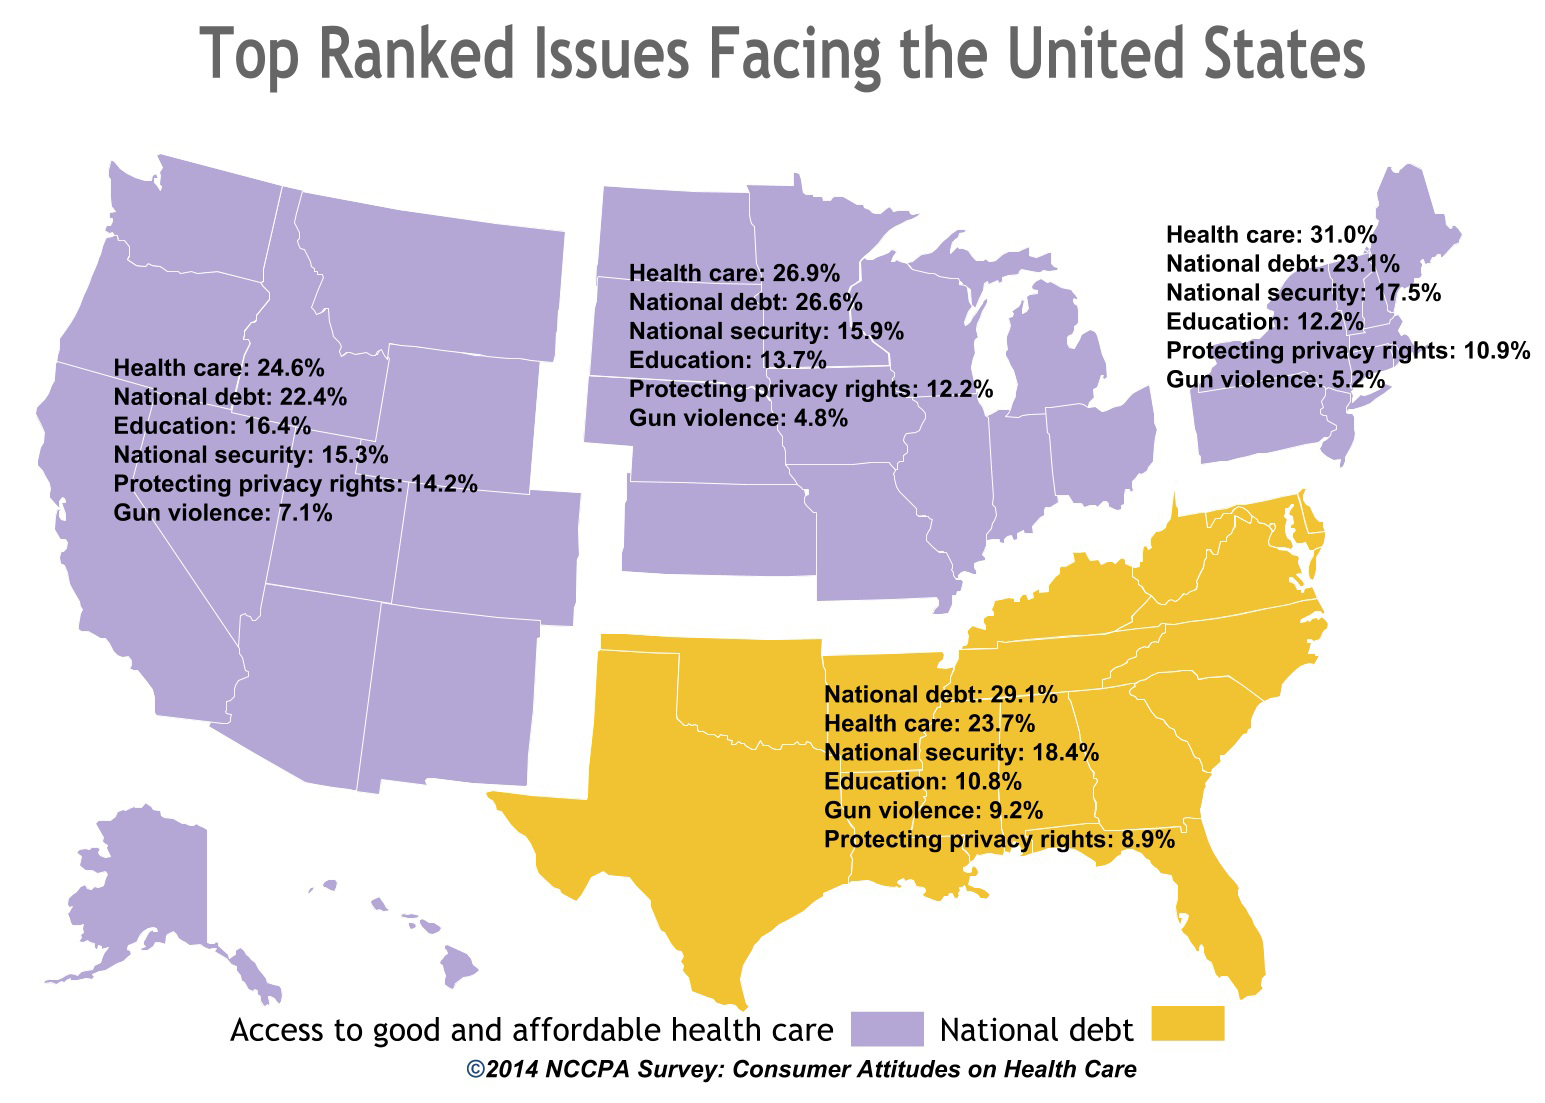 Top Ranked Issues Facing the United States
Health care: 24.6%
National debt: 22.4%
Education: 16.4%
National security: 15.3%
Protecting privacy rights: 14.2%
Gun violence: 7.1%
Health care: 26.9%
National debt: 26.6%
National security: 15.9%
Education: 13.7%
Protecting privacy rights: 12.2%
Gun violence: 4.8%
Health care: 31.0%
National debt: 23.1%
National security: 17.5%
Education: 12.2%
Protecting privacy rights: 10.9%
Gun violence: 5.2%
National debt: 29.1%
Health care: 23.7%
National security: 18.4%
Education: 10.8%
Gun violence: 9.2%
Protecting privacy rights: 8.9%
Access to good and affordable health care
National debt
©2014 NCCPA Survey: Consumer Attitudes on Health Care